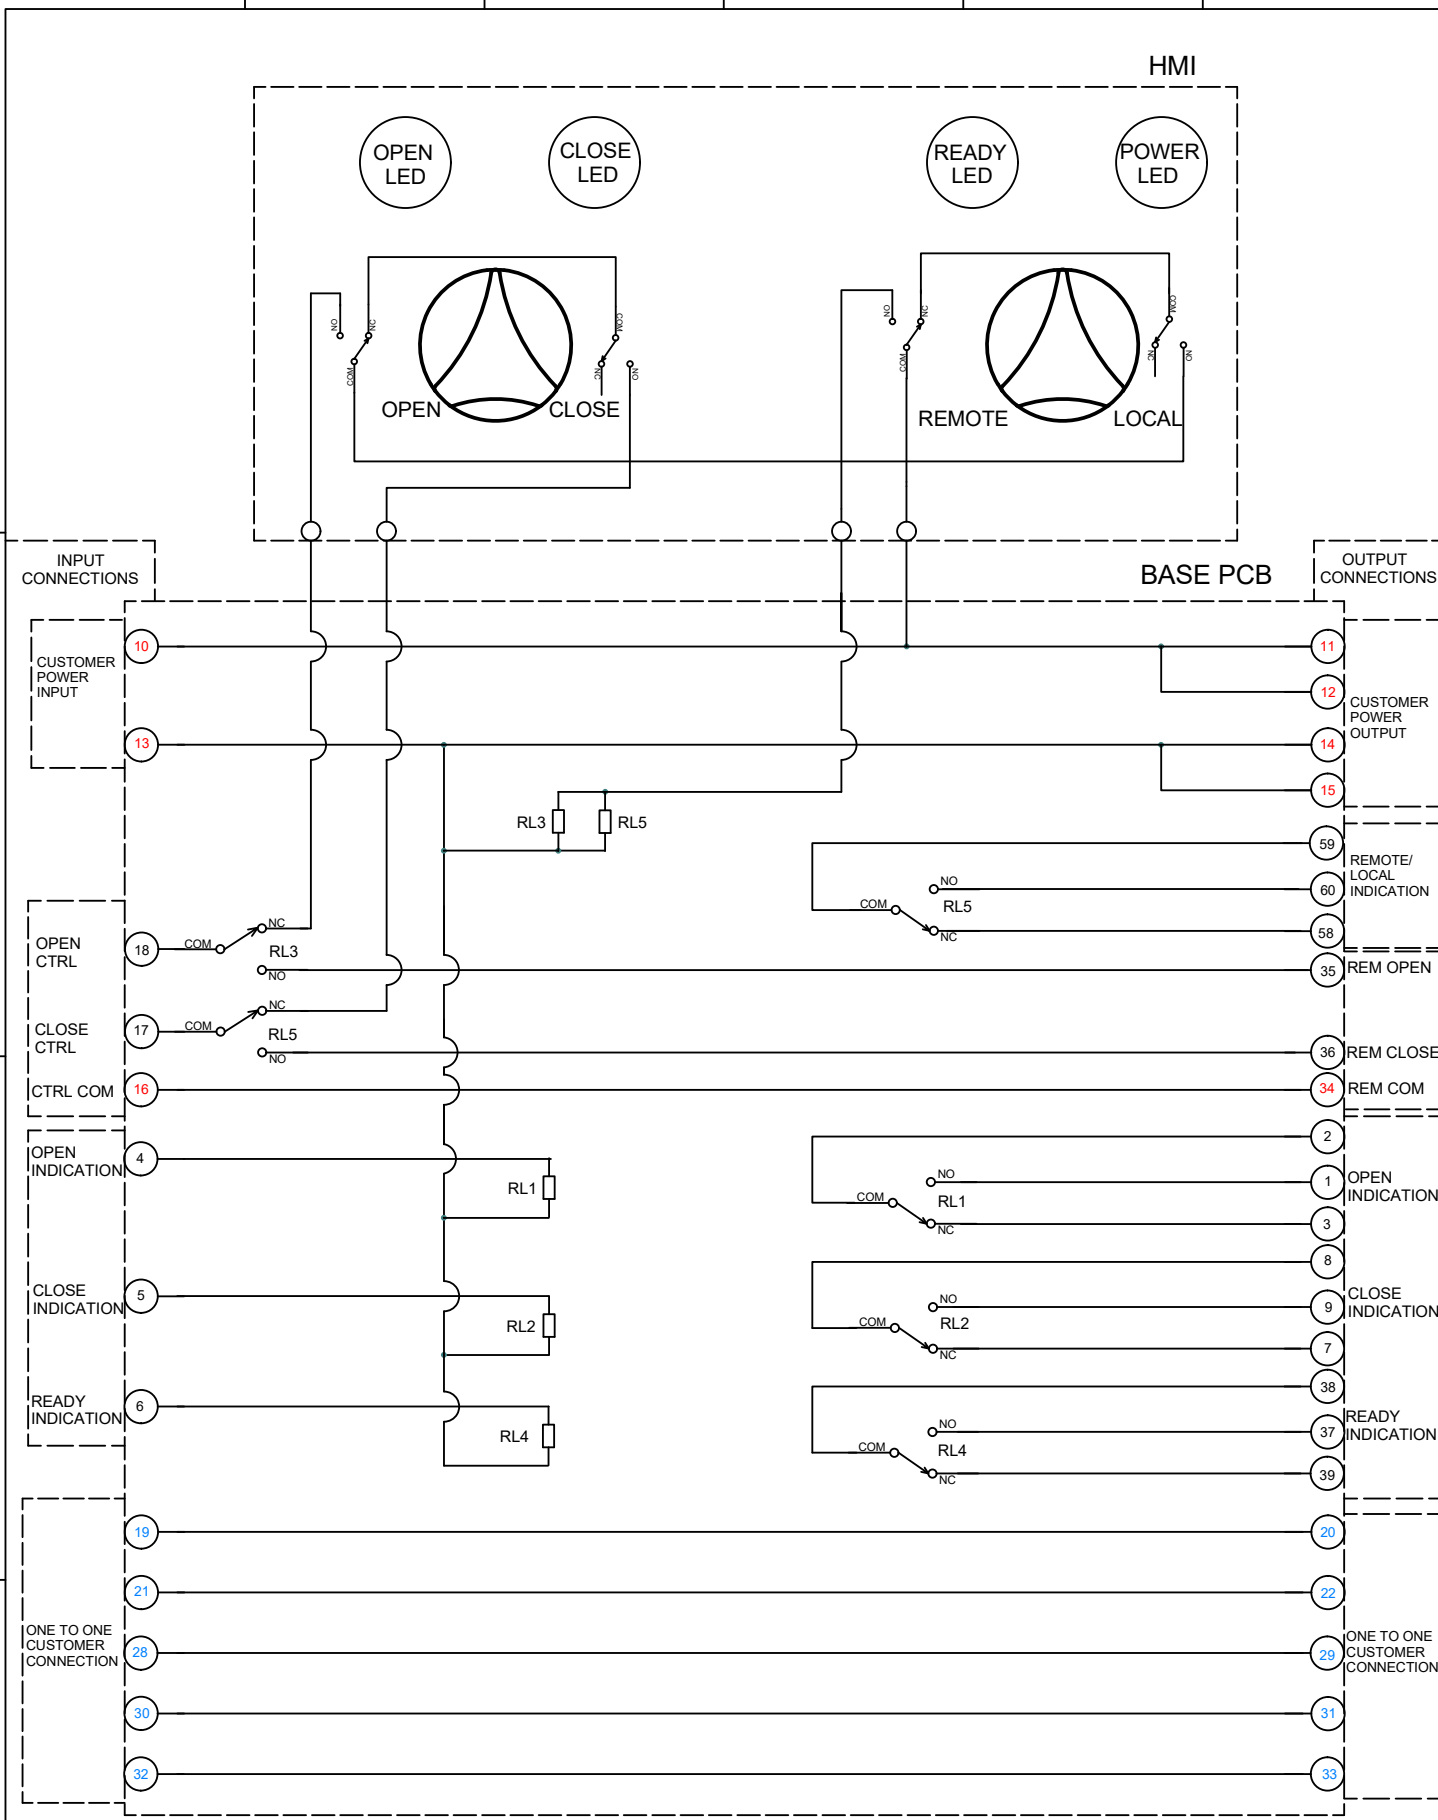 HMI
OPEN
LED
CLOSE
LED
READY
LED
POWER
LED
NO
NC
COM
COM
NC
NO
OPEN
CLOSE
NO
NC
COM
COM
NC
NO
REMOTE
LOCAL
INPUT
CONNECTIONS
BASE PCB
OUTPUT
CONNECTIONS
10
CUSTOMER
POWER
INPUT
13
11
12
CUSTOMER
POWER
OUTPUT
14
15
RL3
RL5
59
REMOTE/
LOCAL
INDICATION
60
58
NO
COM
RL5
NC
OPEN
CTRL
18
COM
NC
RL3
NO
35
REM OPEN
CLOSE
CTRL
17
COM
NC
RL5
NO
36
REM CLOSE
CTRL COM
16
34
REM COM
OPEN
INDICATION
4
RL1
2
NO
COM
RL1
NC
1
OPEN
INDICATION
3
CLOSE
INDICATION
5
RL2
8
NO
COM
RL2
NC
9
CLOSE
INDICATION
7
READY
INDICATION
6
RL4
38
NO
COM
RL4
NC
37
READY
INDICATION
39
19
20
21
22
ONE TO ONE
CUSTOMER
CONNECTION
28
29
ONE TO ONE
CUSTOMER
CONNECTION
30
31
32
33